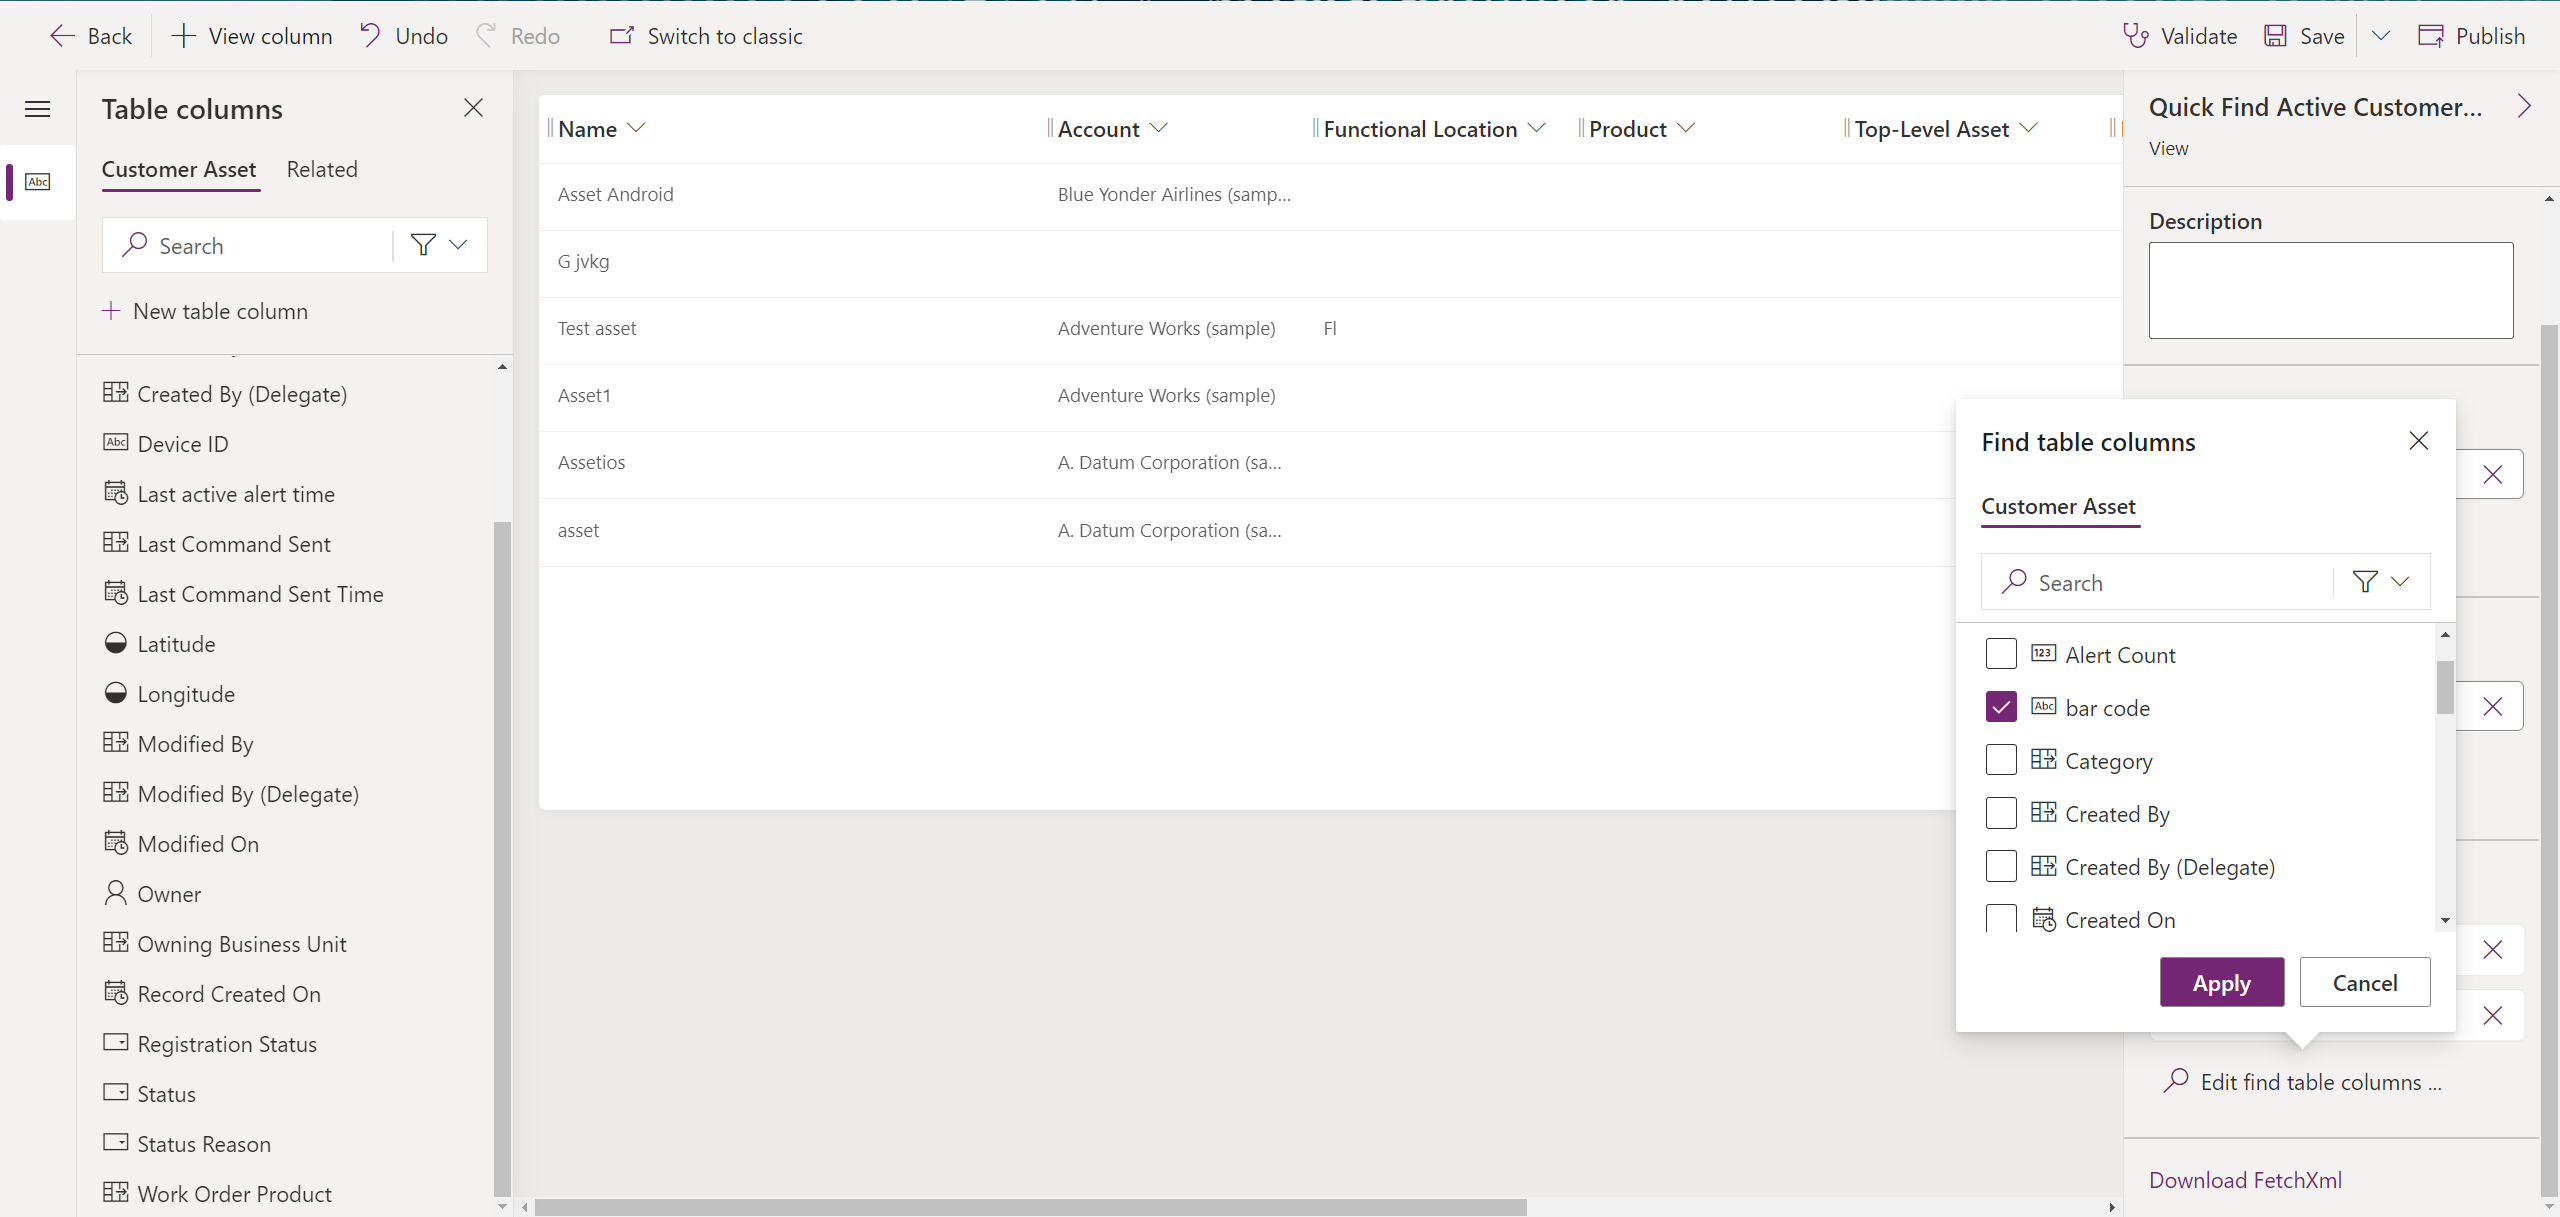 Back
View column
Undo
Redo
Switch to classic
Validate
Save
Publish
Table columns
Customer Asset
Related
Search
New table column
Created By (Delegate)
Abc Device ID
Last active alert time
Last Command Sent
Last Command Sent Time
Latitude
Longitude
Modified By
Modified By (Delegate)
Modified On
Owner
Owning Business Unit
Record Created On
Registration Status
Status
Status Reason
Work Order Product
Abc
Name Account Functional Location Product Top-Level Asset
Asset Android Blue Yonder Airlines (samp...
G jvkg
Test asset Adventure Works (sample) Fl
Asset1 Adventure Works (sample)
Assetios A. Datum Corporation (sa...
asset A. Datum Corporation (sa...
Quick Find Active Customer...
View
Description
Find table columns
Customer Asset
Search
123 Alert Count
Abc bar code
Category
Created By
Created By (Delegate)
Created On
Apply
Cancel
Edit find table columns ...
Download FetchXml